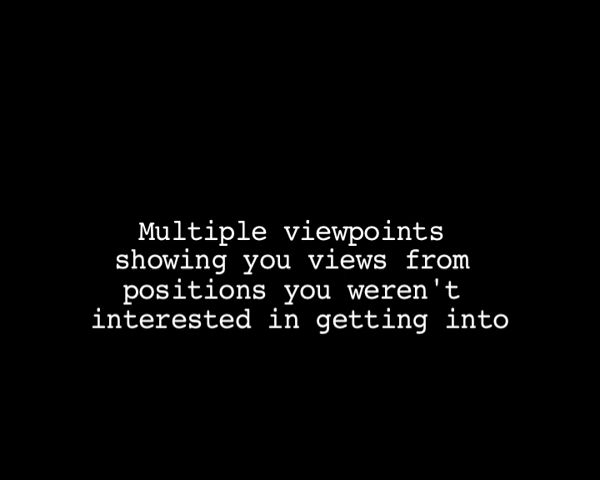 Multiple viewpoints
showing you views from
positions you weren't
interested in getting into